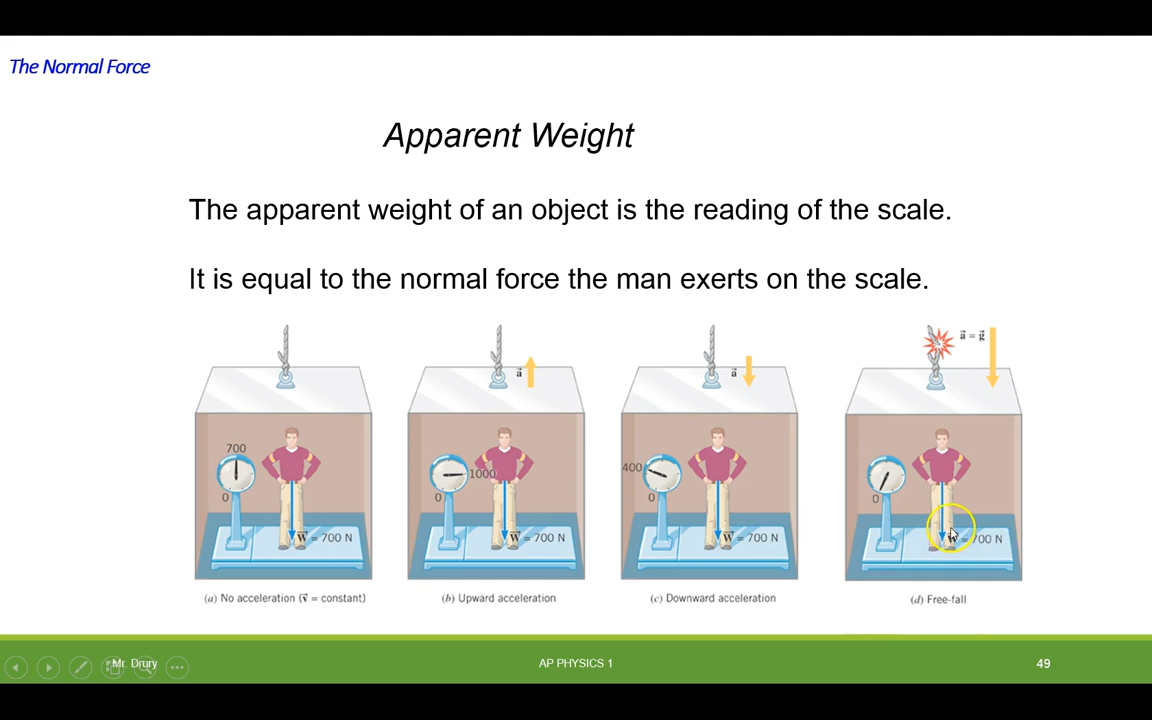 The Normal Force
Apparent Weight
The apparent weight of an object is the reading of the scale.
It is equal to the normal force the man exerts on the scale.
a
a
a = g
700
0
W = 700 N
1000
0
W = 700 N
400
0
W = 700 N
0
W = 700 N
(a) No acceleration (v = constant)
(b) Upward acceleration
(c) Downward acceleration
(d) Free-fall
Mr. Drury
AP PHYSICS 1
49